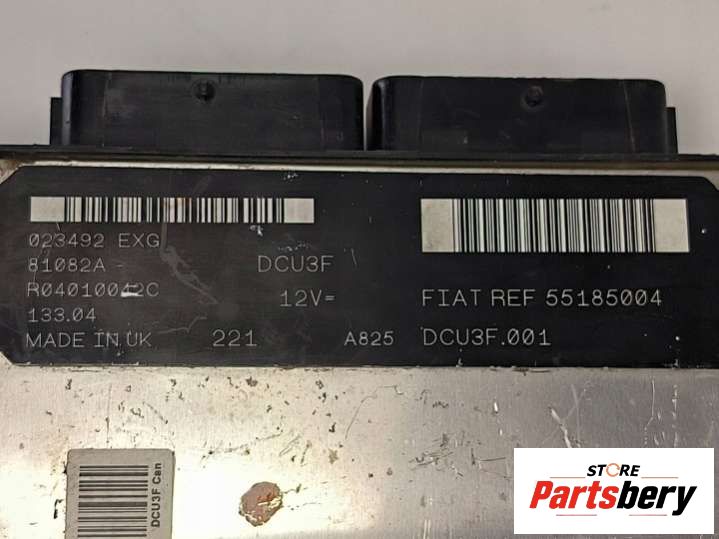 023492 EXG
81082A - DCU3F
R04010042C 12V= FIAT REF 55185004
133.04
MADE IN UK 221 A825 DCU3F.001
DCU3F Can
STORE
Partsbery